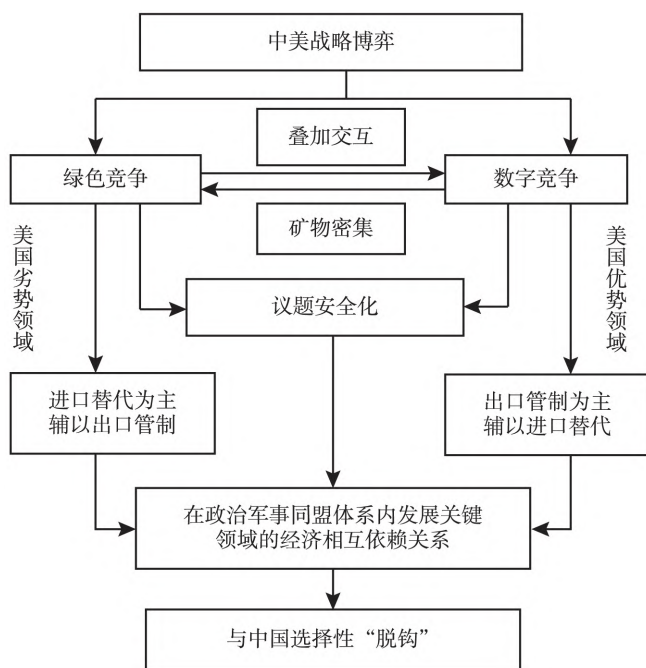 中美战略博弈
叠加交互
绿色竞争
数字竞争
矿物密集
美国劣势领域
美国优势领域
议题安全化
进口替代为主
辅以出口管制
出口管制为主
辅以进口替代
在政治军事同盟体系内发展关键
领域的经济相互依赖关系
与中国选择性“脱钩”